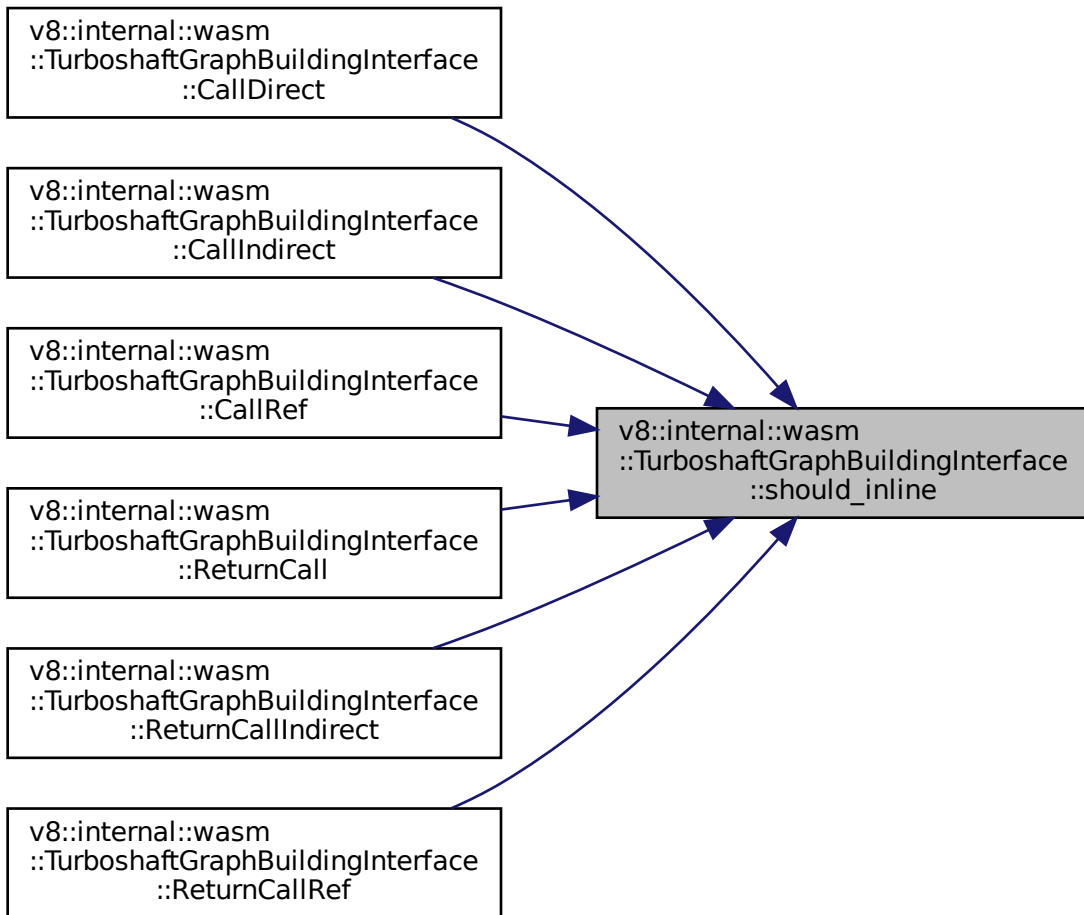 v8::internal::wasm
::TurboshaftGraphBuildingInterface
::CallDirect
v8::internal::wasm
::TurboshaftGraphBuildingInterface
::CallIndirect
v8::internal::wasm
::TurboshaftGraphBuildingInterface
::CallRef
v8::internal::wasm
::TurboshaftGraphBuildingInterface
::ReturnCall
v8::internal::wasm
::TurboshaftGraphBuildingInterface
::ReturnCallIndirect
v8::internal::wasm
::TurboshaftGraphBuildingInterface
::ReturnCallRef
v8::internal::wasm
::TurboshaftGraphBuildingInterface
::should_inline